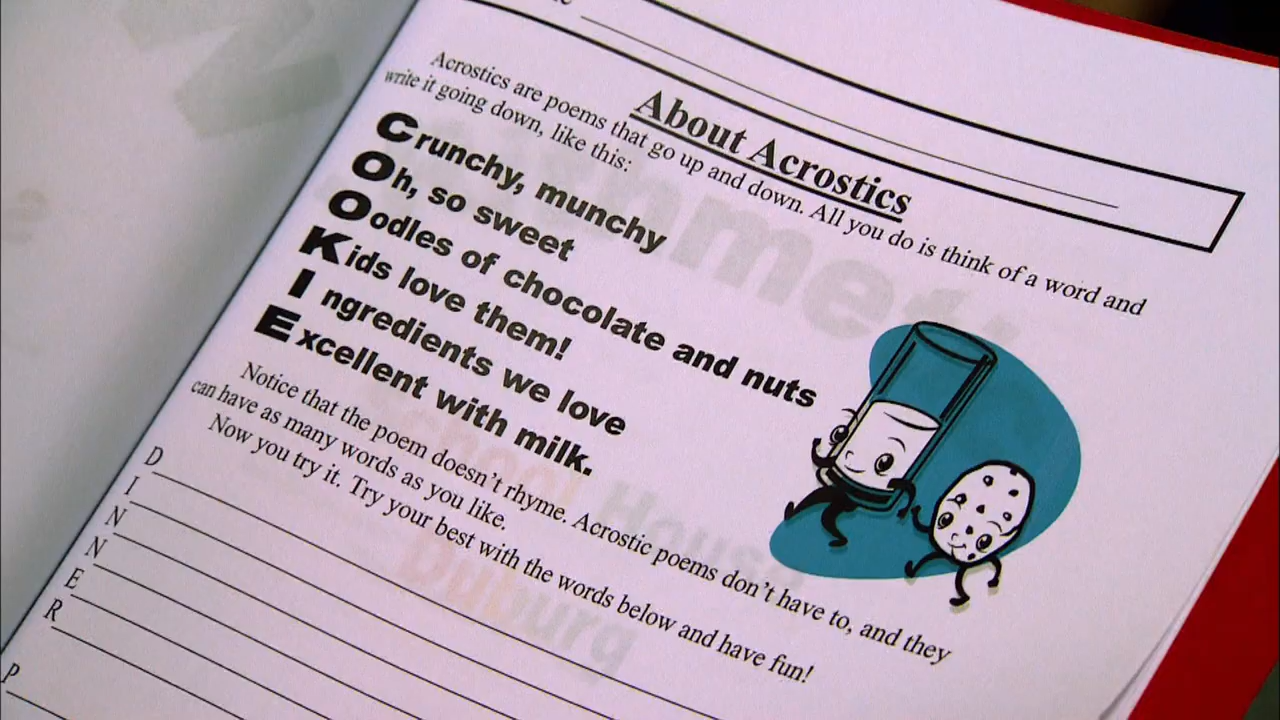 About Acrostics
Acrostics are poems that go up and down. All you do is think of a word and
write it going down, like this:
Crunchy, munchy
Oh, so sweet
Oodles of chocolate and nuts
Kids love them!
Ingredients we love
Excellent with milk.
Notice that the poem doesn't rhyme. Acrostic poems don't have to, and they
can have as many words as you like.
Now you try it. Try your best with the words below and have fun!
D
I
N
N
E
R
P